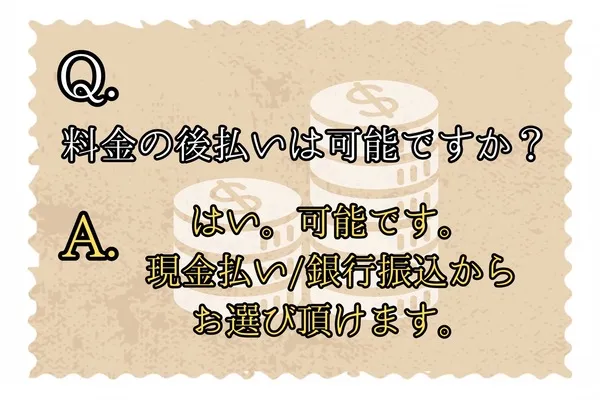 Q.
料金の後払いは可能ですか？
A.
はい。可能です。
現金払い/銀行振込から
お選び頂けます。